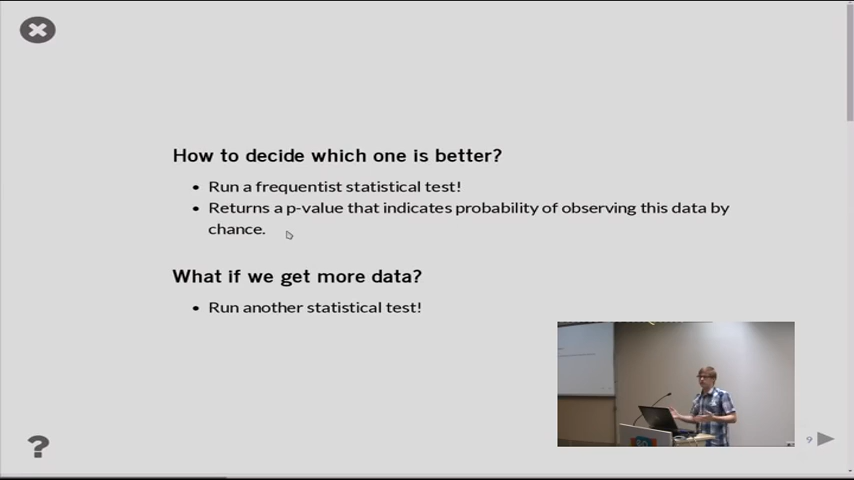 How to decide which one is better?
• Run a frequentist statistical test!
• Returns a p-value that indicates probability of observing this data by
chance.
What if we get more data?
• Run another statistical test!
?
9